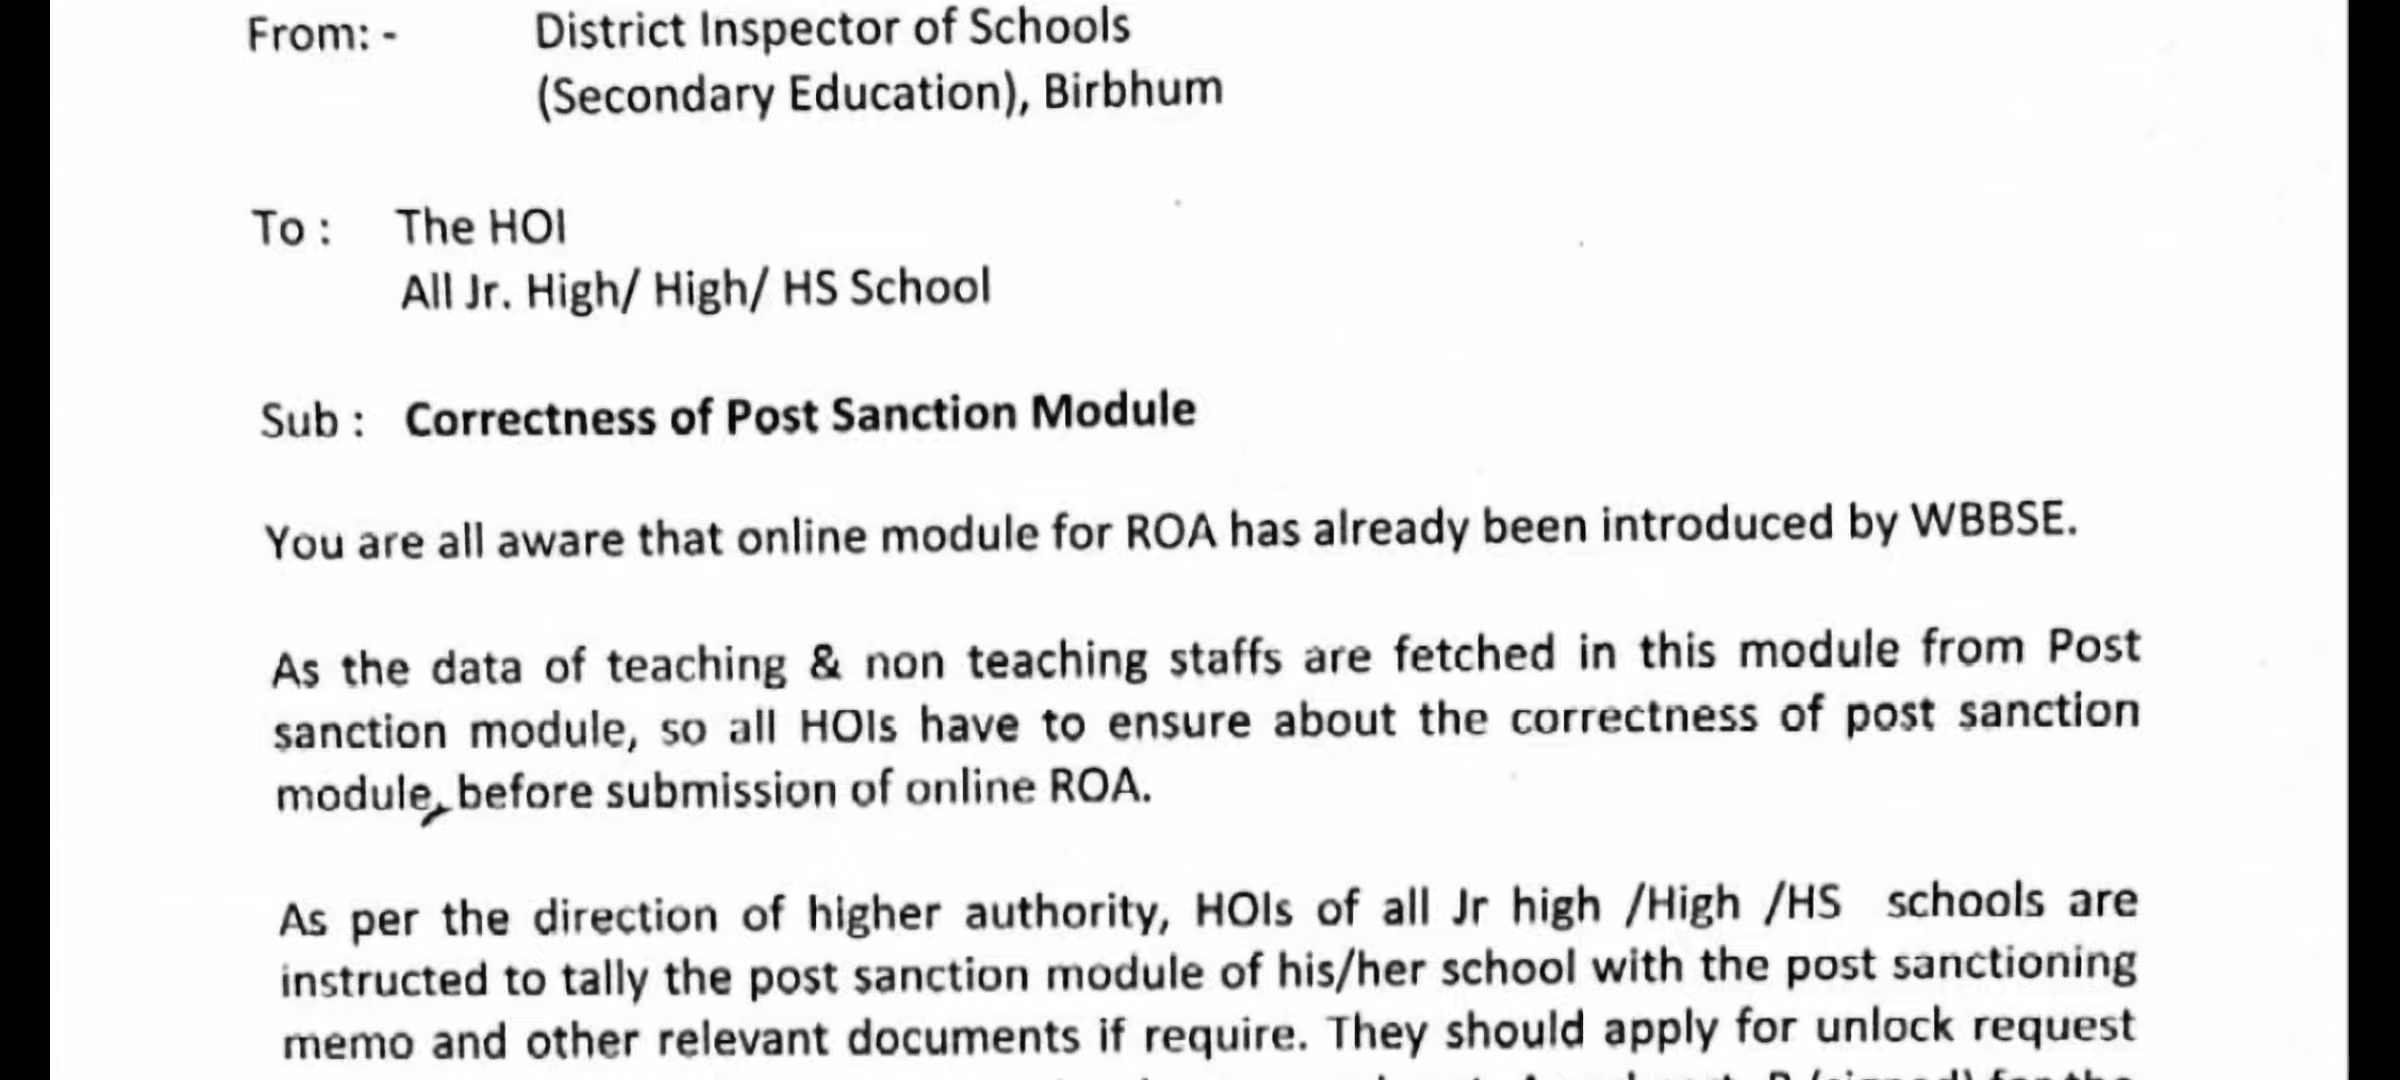 From: - District Inspector of Schools
(Secondary Education), Birbhum
To : The HOI
All Jr. High/ High/ HS School
Sub : Correctness of Post Sanction Module
You are all aware that online module for ROA has already been introduced by WBBSE.
As the data of teaching & non teaching staffs are fetched in this module from Post
sanction module, so all HOIs have to ensure about the correctness of post sanction
module, before submission of online ROA.
As per the direction of higher authority, HOIs of all Jr high /High /HS schools are
instructed to tally the post sanction module of his/her school with the post sanctioning
memo and other relevant documents if require. They should apply for unlock request